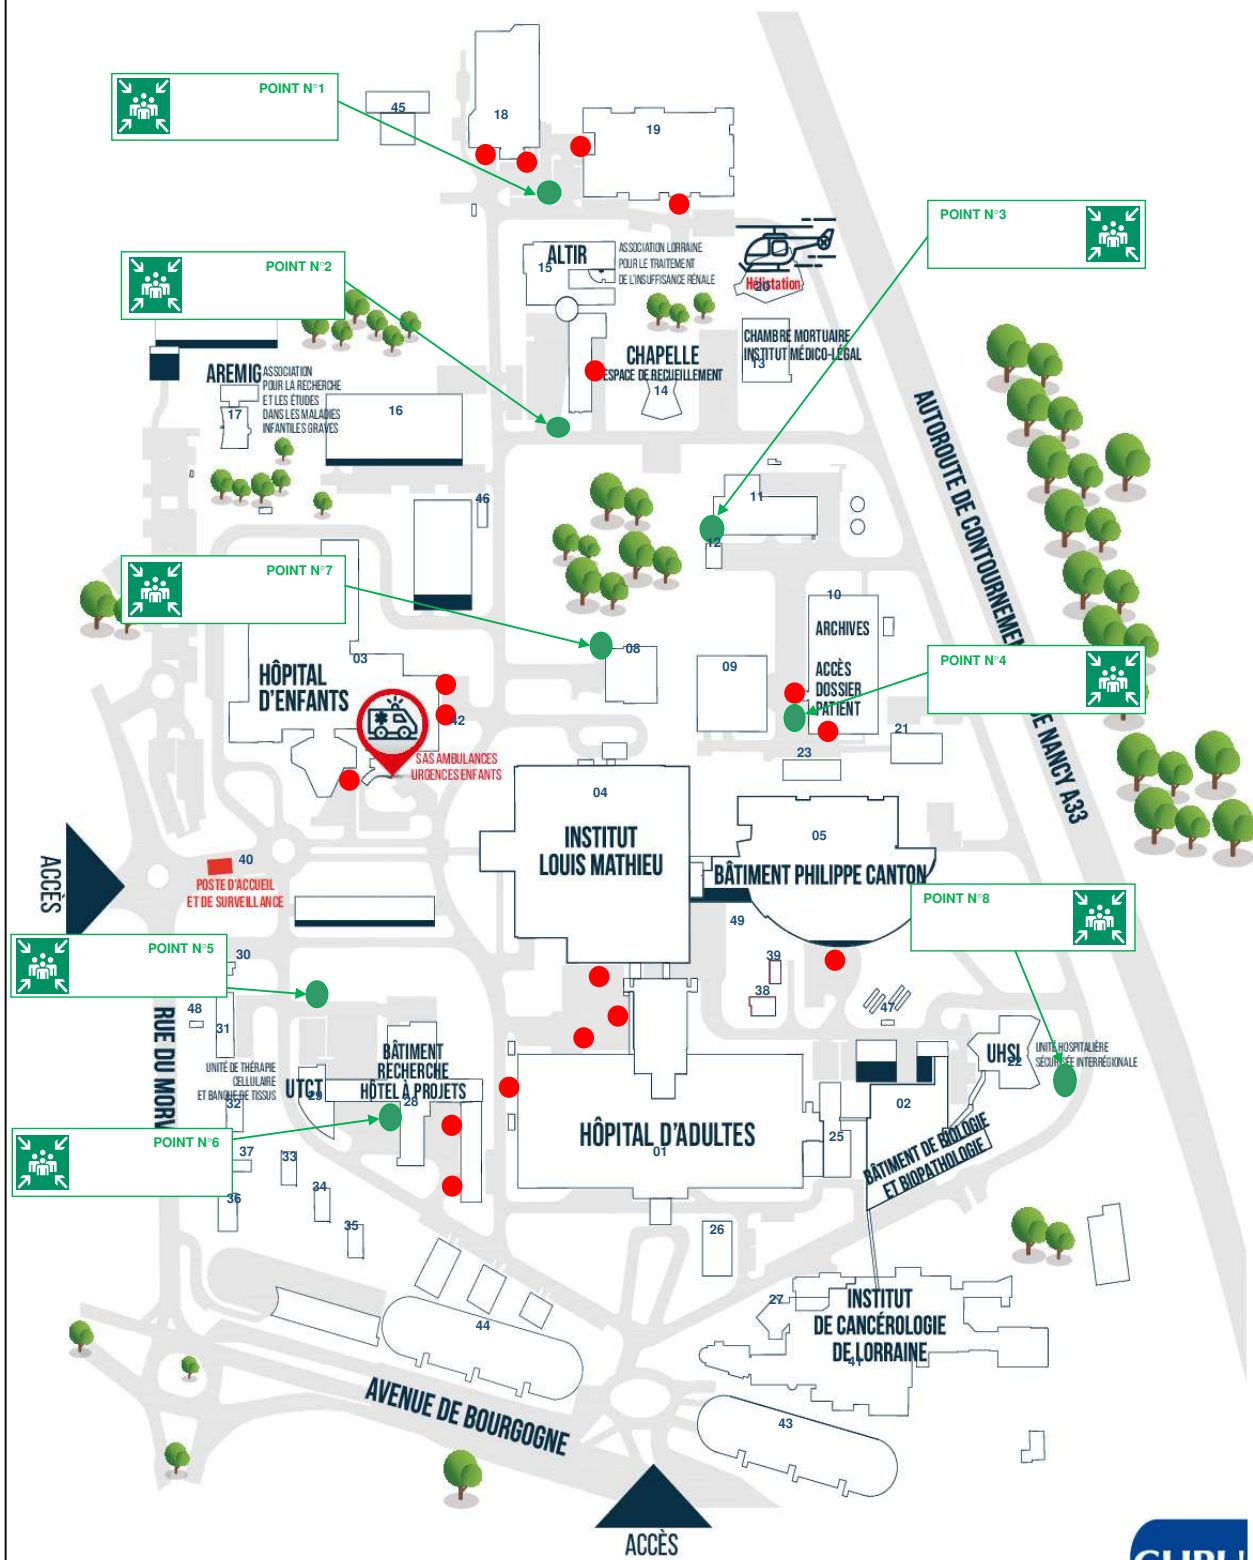 POINT N°1
45
18
19
POINT N°3
POINT N°2
ALTIR
15
ASSOCIATION LORRAINE
POUR LE TRAITEMENT
DE L'INSUFFISANCE RÉNALE
Hélistation
20
CHAMBRE MORTUAIRE
INSTITUT MÉDICO-LÉGAL
13
CHAPELLE
ESPACE DE RECUEILLEMENT
14
AREMIG
ASSOCIATION
POUR LA RECHERCHE
ET LES ÉTUDES
DANS LES MALADIES
INFANTILES GRAVES
17
16
AUTOROUTE DE CONTOURNEMEN
DE NANCY A33
46
11
12
POINT N°7
10
ARCHIVES
ACCÈS
DOSSIER
PATIENT
08
09
03
HÔPITAL
D'ENFANTS
POINT N°4
42
21
23
SAS AMBULANCES
URGENCES ENFANTS
04
INSTITUT
LOUIS MATHIEU
05
BÂTIMENT PHILIPPE CANTON
ACCÈS
40
POSTE D'ACCUEIL
ET DE SURVEILLANCE
POINT N°8
49
POINT N°5
30
39
38
47
48
31
RUE DU MORV
UNITÉ DE THÉRAPIE
CELLULAIRE
ET BANQUE DE TISSUS
UTCT
29
32
BÂTIMENT
RECHERCHE
HÔTEL À PROJETS
28
UHSI
22
UNITÉ HOSPITALIÈRE
SÉCURISÉE INTERRÉGIONALE
02
HÔPITAL D'ADULTES
01
25
BÂTIMENT DE BIOLOGIE
ET BIOPATHOLOGIE
POINT N°6
37
33
36
34
35
26
27
INSTITUT
DE CANCÉROLOGIE
DE LORRAINE
41
44
43
AVENUE DE BOURGOGNE
ACCÈS